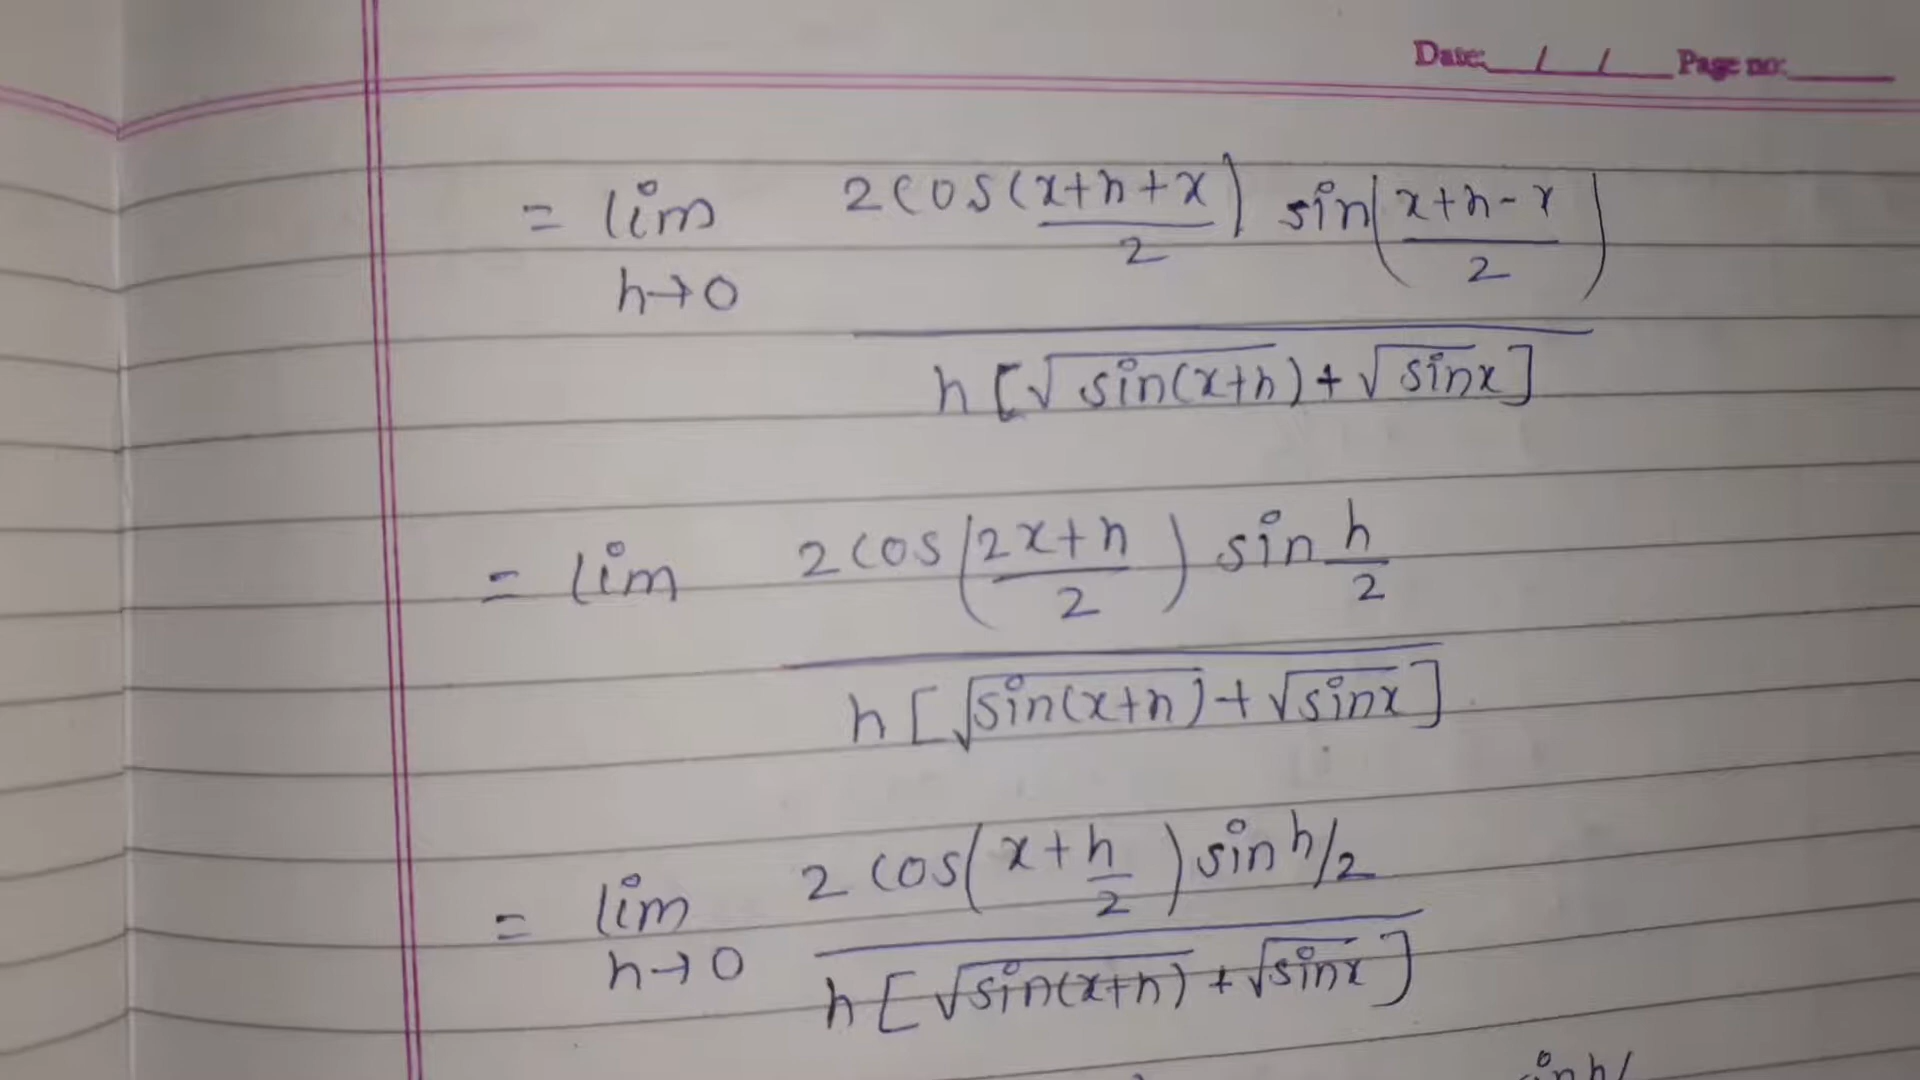 Date: / / Page no:
= lim 2cos(x+h+x) sin(x+h-x)
h→0 2 2
h[√sin(x+h)+√sinx]
= lim 2cos(2x+h) sin h
2 2
h[√sin(x+h)+√sinx]
= lim 2cos(x+h) sin h/2
h→0 2
h[√sin(x+h)+√sinx]